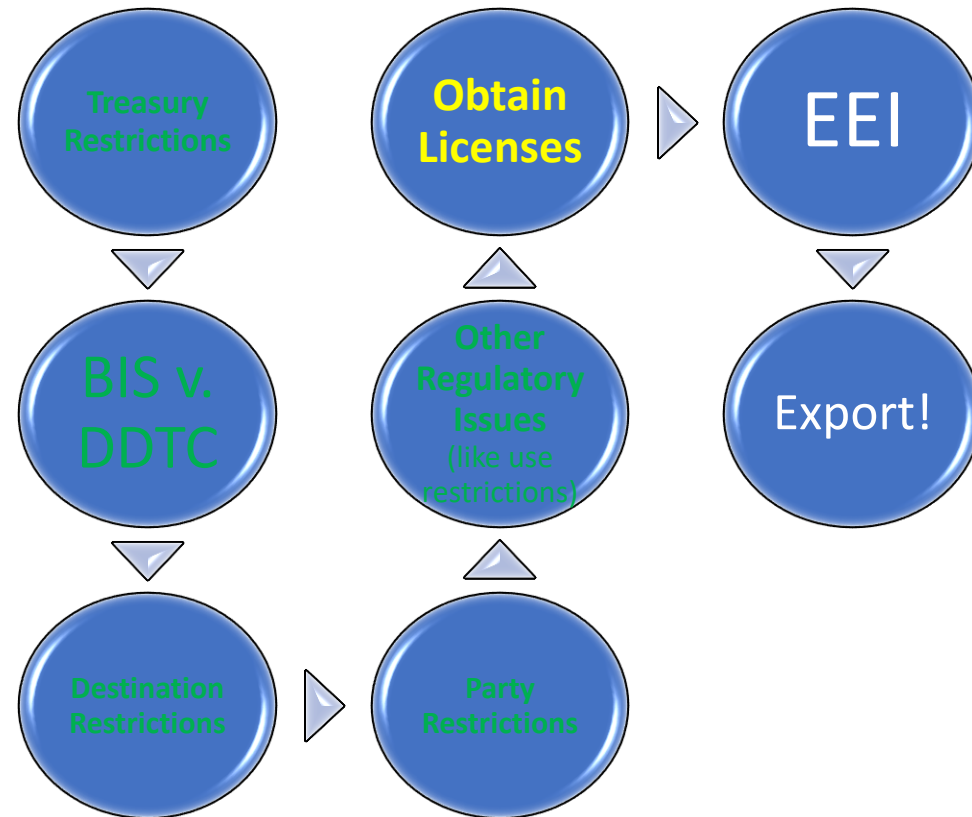 Treasury
Restrictions
BIS v.
DDTC
Destination
Restrictions
Party
Restrictions
Other
Regulatory
Issues
(like use
restrictions)
Obtain
Licenses
EEI
Export!